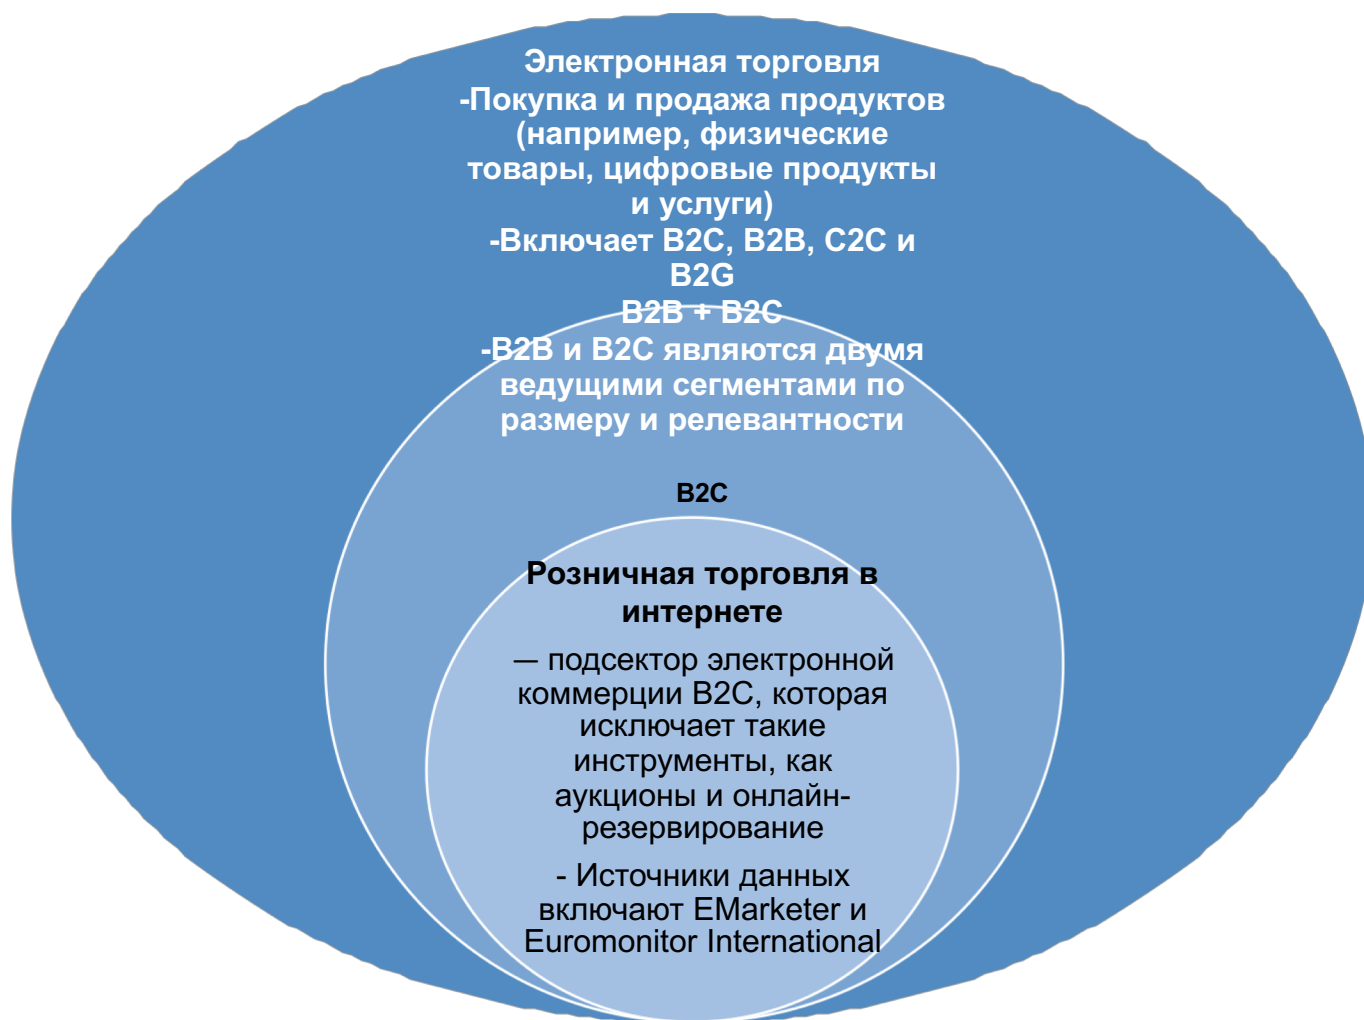 Электронная торговля
-Покупка и продажа продуктов
(например, физические
товары, цифровые продукты
и услуги)
-Включает B2C, B2B, C2C и
B2G
B2B + B2C
-B2B и B2C являются двумя
ведущими сегментами по
размеру и релевантности
B2C
Розничная торговля в
интернете
— подсектор электронной
коммерции B2C, которая
исключает такие
инструменты, как
аукционы и онлайн-
резервирование
- Источники данных
включают EMarketer и
Euromonitor International